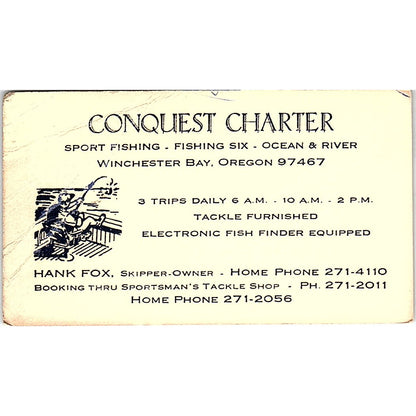 CONQUEST CHARTER
SPORT FISHING - FISHING SIX - OCEAN & RIVER
WINCHESTER BAY, OREGON 97467
3 TRIPS DAILY 6 A.M. - 10 A.M. - 2 P.M.
TACKLE FURNISHED
ELECTRONIC FISH FINDER EQUIPPED
HANK FOX, SKIPPER-OWNER - HOME PHONE 271-4110
BOOKING THRU SPORTSMAN'S TACKLE SHOP - PH. 271-2011
HOME PHONE 271-2056